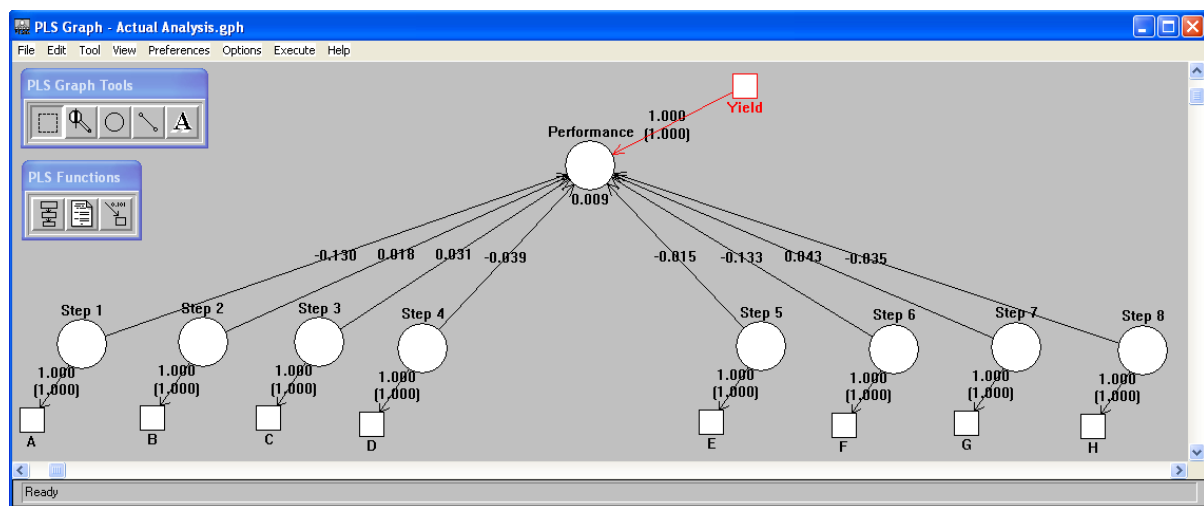 PLS Graph - Actual Analysis.gph
File Edit Tool View Preferences Options Execute Help
PLS Graph Tools
A
PLS Functions
0.101
Yield
1.000
(1.000)
Performance
0.009
-0.130 0.018 0.031 -0.039 -0.015 -0.133 0.043 -0.035
Step 1 Step 2 Step 3 Step 4 Step 5 Step 6 Step 7 Step 8
1.000 1.000 1.000 1.000 1.000 1.000 1.000 1.000
(1.000) (1.000) (1.000) (1.000) (1.000) (1.000) (1.000) (1.000)
A B C D E F G H
Ready